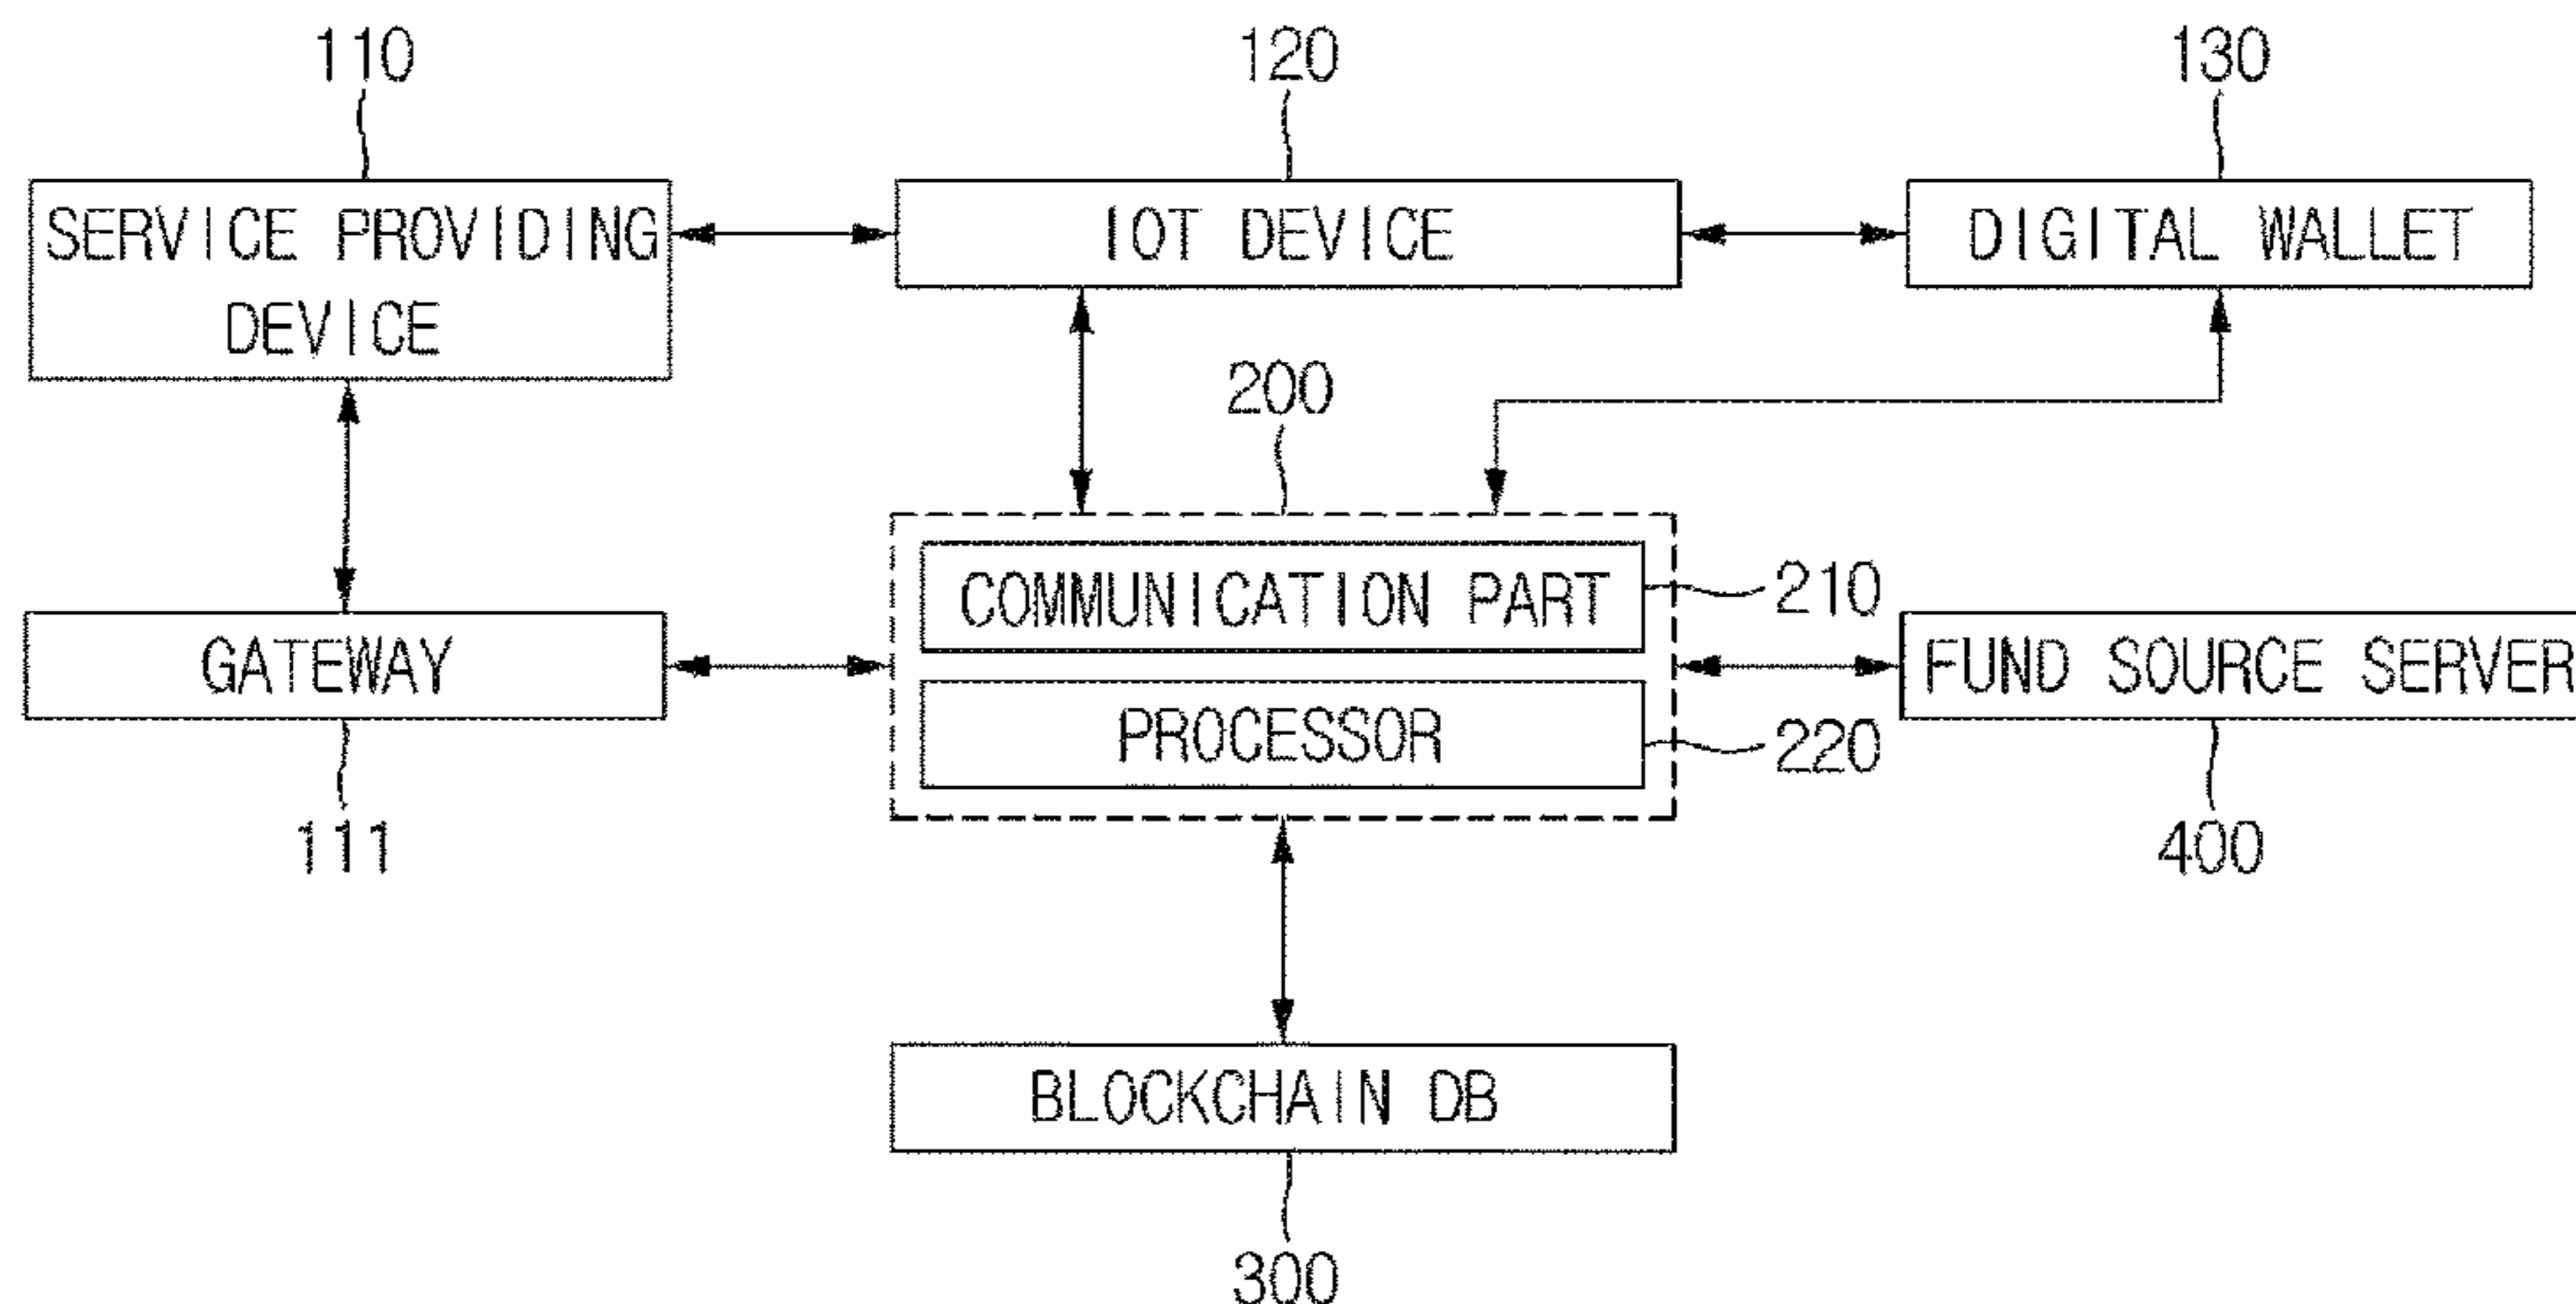 110
120
130
SERVICE PROVIDING
DEVICE
IOT DEVICE
DIGITAL WALLET
200
COMMUNICATION PART
210
GATEWAY
FUND SOURCE SERVER
PROCESSOR
220
111
400
BLOCKCHAIN DB
300